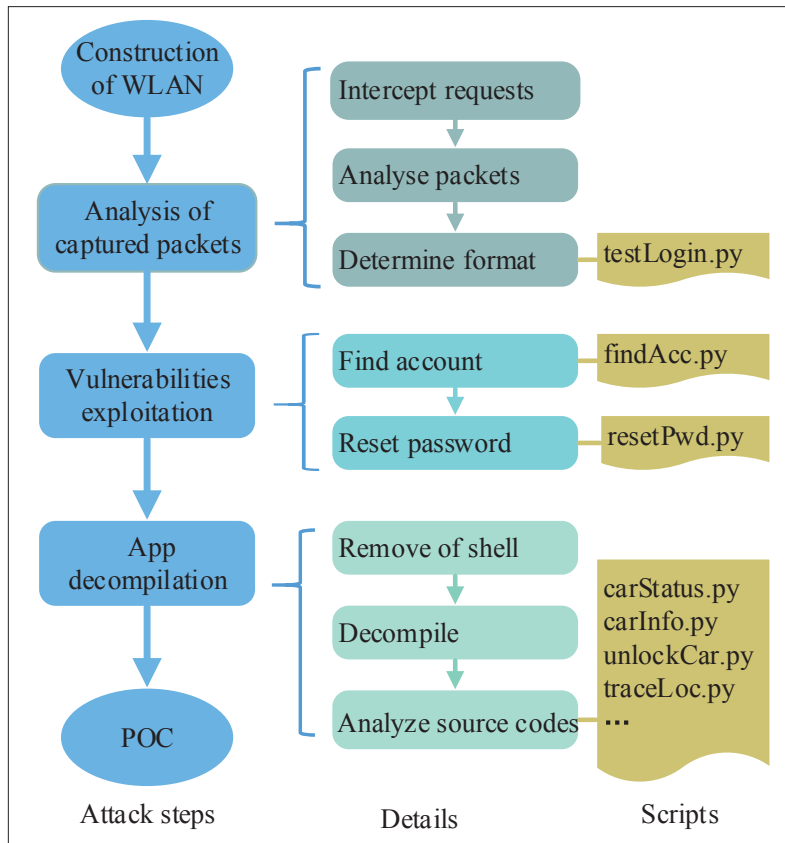 Construction
of WLAN
Analysis of
captured packets
Vulnerabilities
exploitation
App
decompilation
POC
Attack steps
Intercept requests
Analyse packets
Determine format
Find account
Reset password
Remove of shell
Decompile
Analyze source codes
Details
testLogin.py
findAcc.py
resetPwd.py
carStatus.py
carInfo.py
unlockCar.py
traceLoc.py
...
Scripts